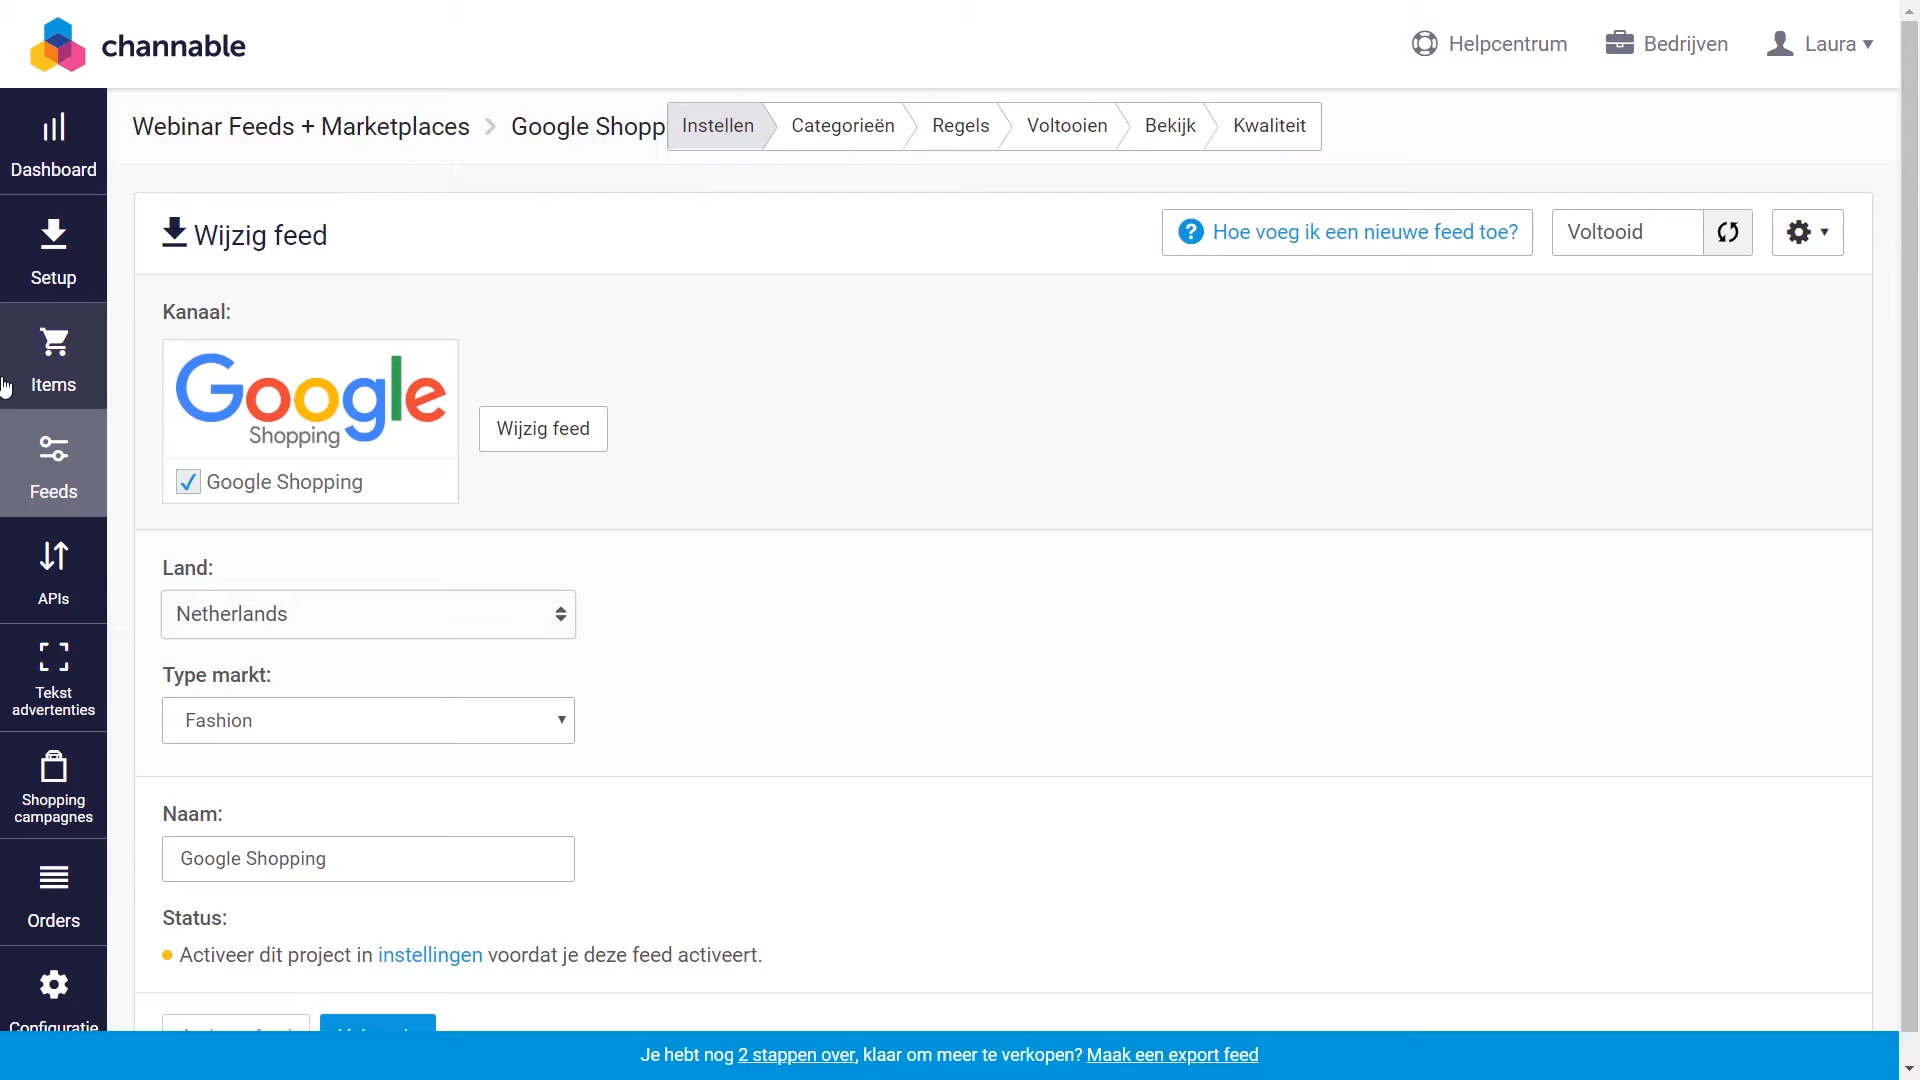 channable
Helpcentrum
Bedrijven
Laura
Webinar Feeds + Marketplaces
Google Shopp
Instellen
Categorieën
Regels
Voltooien
Bekijk
Kwaliteit
Dashboard
Setup
Items
Feeds
APIs
Tekst
advertenties
Shopping
campagnes
Orders
Configuratie
Wijzig feed
Hoe voeg ik een nieuwe feed toe?
Voltooid
Kanaal:
Google
Shopping
Wijzig feed
Google Shopping
Land:
Netherlands
Type markt:
Fashion
Naam:
Google Shopping
Status:
Activeer dit project in instellingen voordat je deze feed activeert.
Je hebt nog 2 stappen over, klaar om meer te verkopen? Maak een export feed